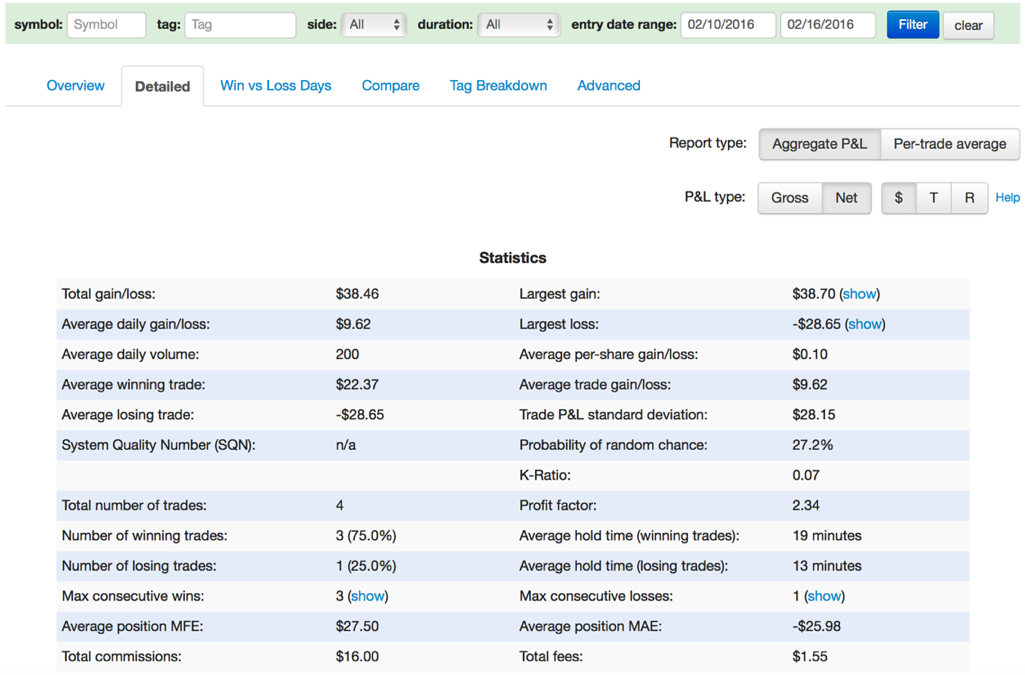 symbol: Symbol tag: Tag side: All duration: All entry date range: 02/10/2016 02/16/2016 Filter clear
Overview Detailed Win vs Loss Days Compare Tag Breakdown Advanced
Report type: Aggregate P&L Per-trade average
P&L type: Gross Net $ T R Help
Statistics
Total gain/loss: $38.46 Largest gain: $38.70 (show)
Average daily gain/loss: $9.62 Largest loss: -$28.65 (show)
Average daily volume: 200 Average per-share gain/loss: $0.10
Average winning trade: $22.37 Average trade gain/loss: $9.62
Average losing trade: -$28.65 Trade P&L standard deviation: $28.15
System Quality Number (SQN): n/a Probability of random chance: 27.2%
K-Ratio: 0.07
Total number of trades: 4 Profit factor: 2.34
Number of winning trades: 3 (75.0%) Average hold time (winning trades): 19 minutes
Number of losing trades: 1 (25.0%) Average hold time (losing trades): 13 minutes
Max consecutive wins: 3 (show) Max consecutive losses: 1 (show)
Average position MFE: $27.50 Average position MAE: -$25.98
Total commissions: $16.00 Total fees: $1.55